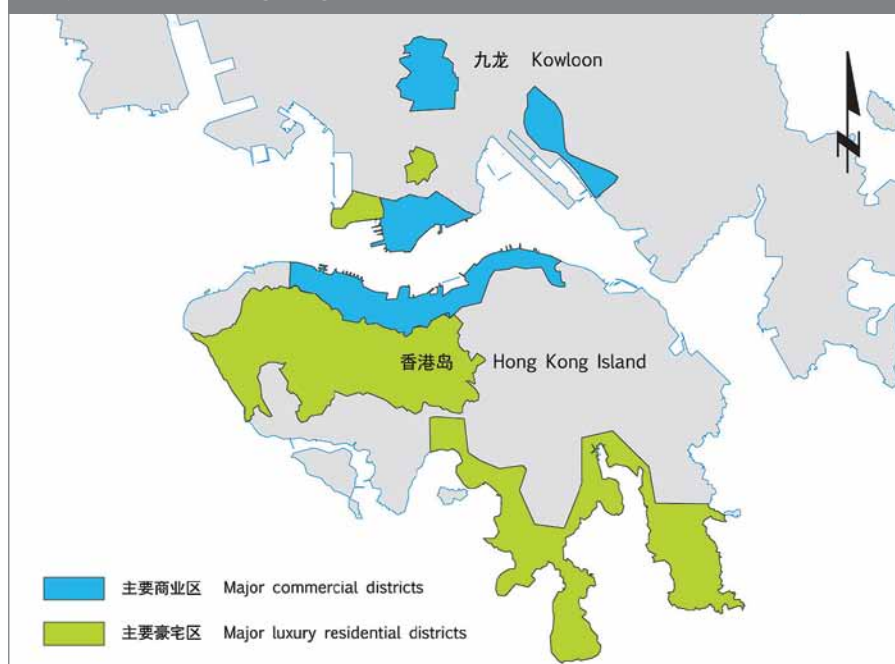 九龙 Kowloon
香港岛 Hong Kong Island
主要商业区 Major commercial districts
主要豪宅区 Major luxury residential districts